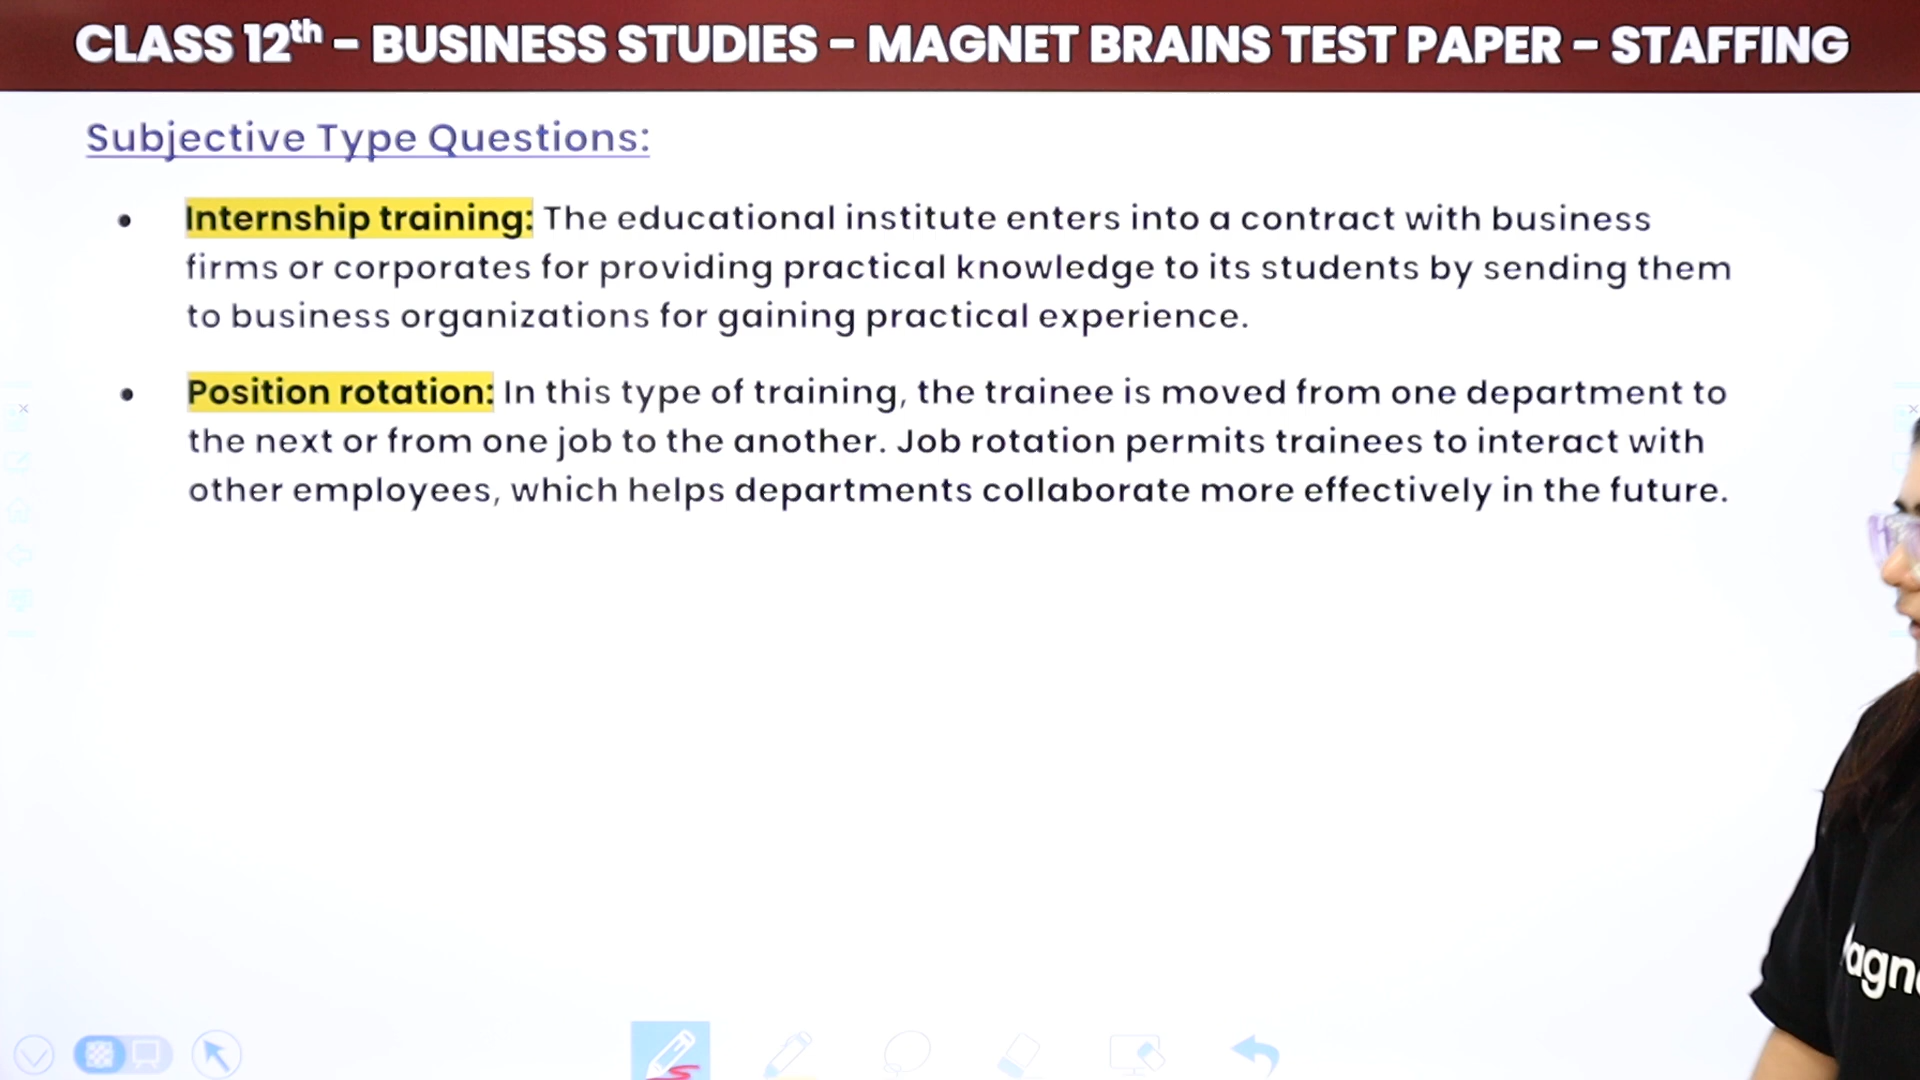 CLASS 12th - BUSINESS STUDIES - MAGNET BRAINS TEST PAPER - STAFFING
Subjective Type Questions:
• Internship training: The educational institute enters into a contract with business
firms or corporates for providing practical knowledge to its students by sending them
to business organizations for gaining practical experience.
• Position rotation: In this type of training, the trainee is moved from one department to
the next or from one job to the another. Job rotation permits trainees to interact with
other employees, which helps departments collaborate more effectively in the future.